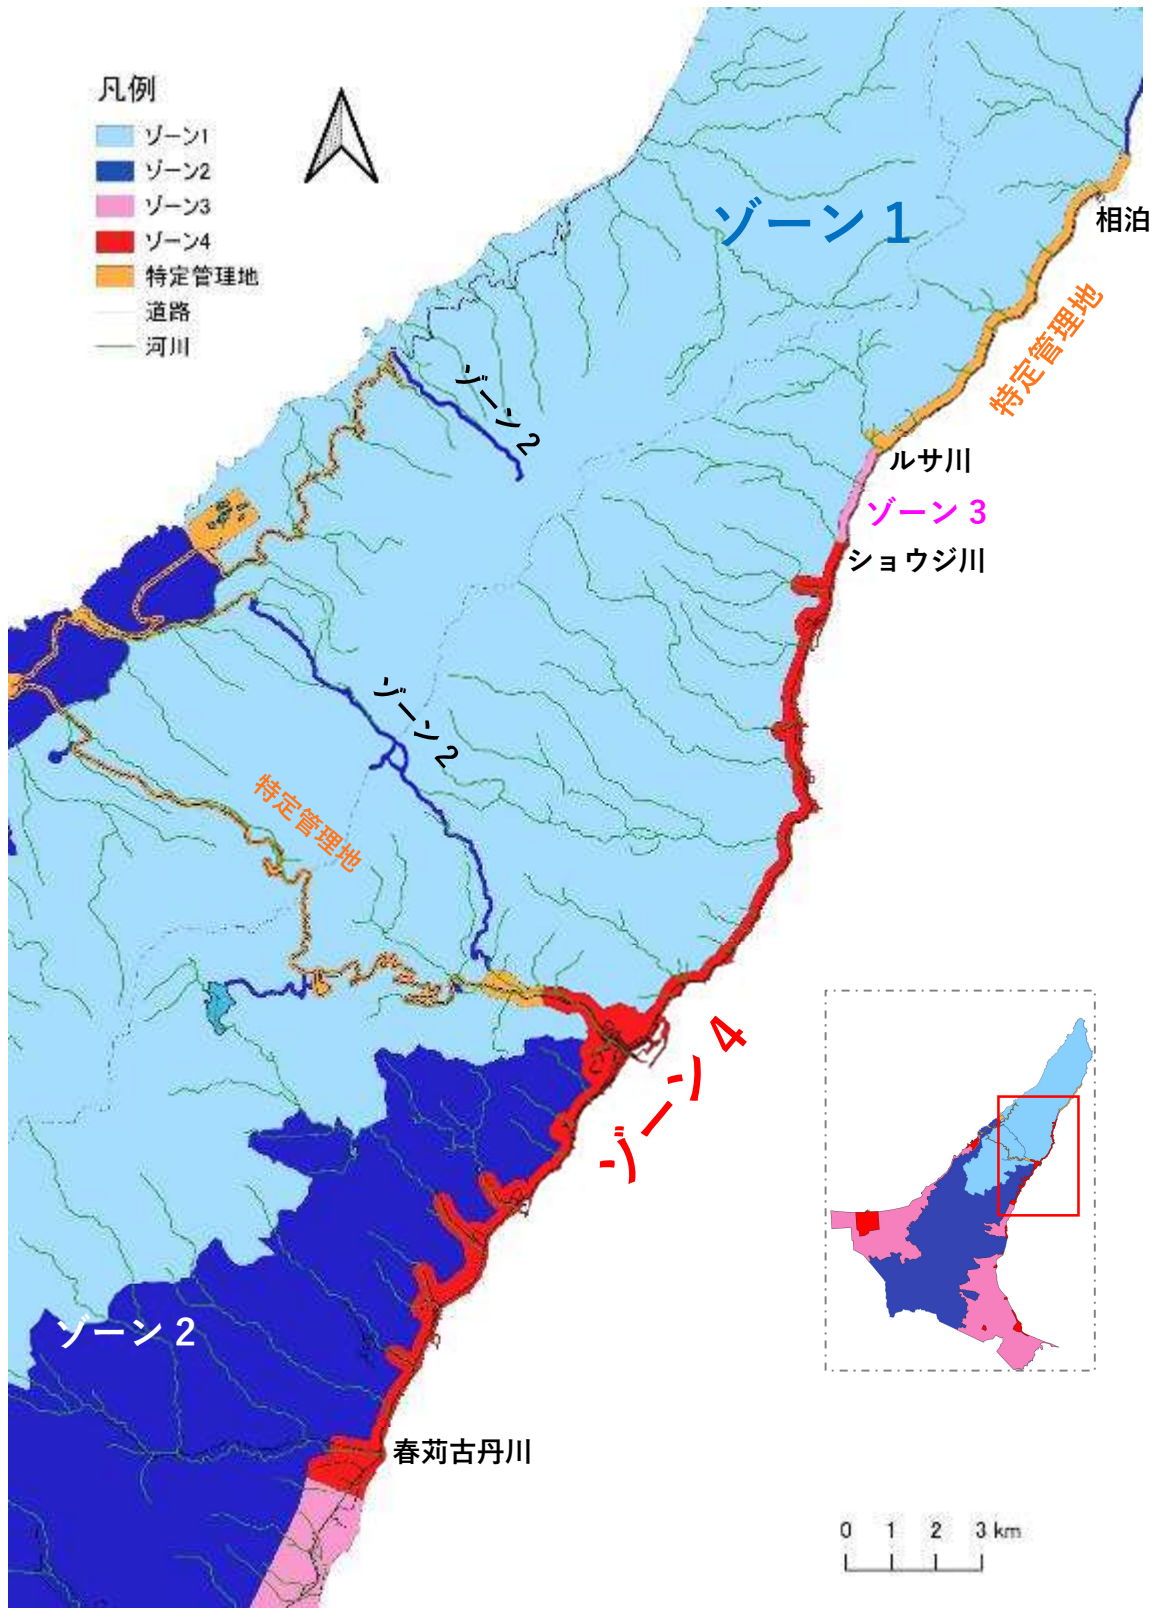 凡例
ゾーン1
ゾーン2
ゾーン3
ゾーン4
特定管理地
道路
河川
ゾーン 1
相泊
特定管理地
ゾーン 2
ルサ川
ゾーン 3
ショウジ川
ゾーン 2
特定管理地
ゾーン 4
ゾーン 2
春苅古丹川
0 1 2 3 km